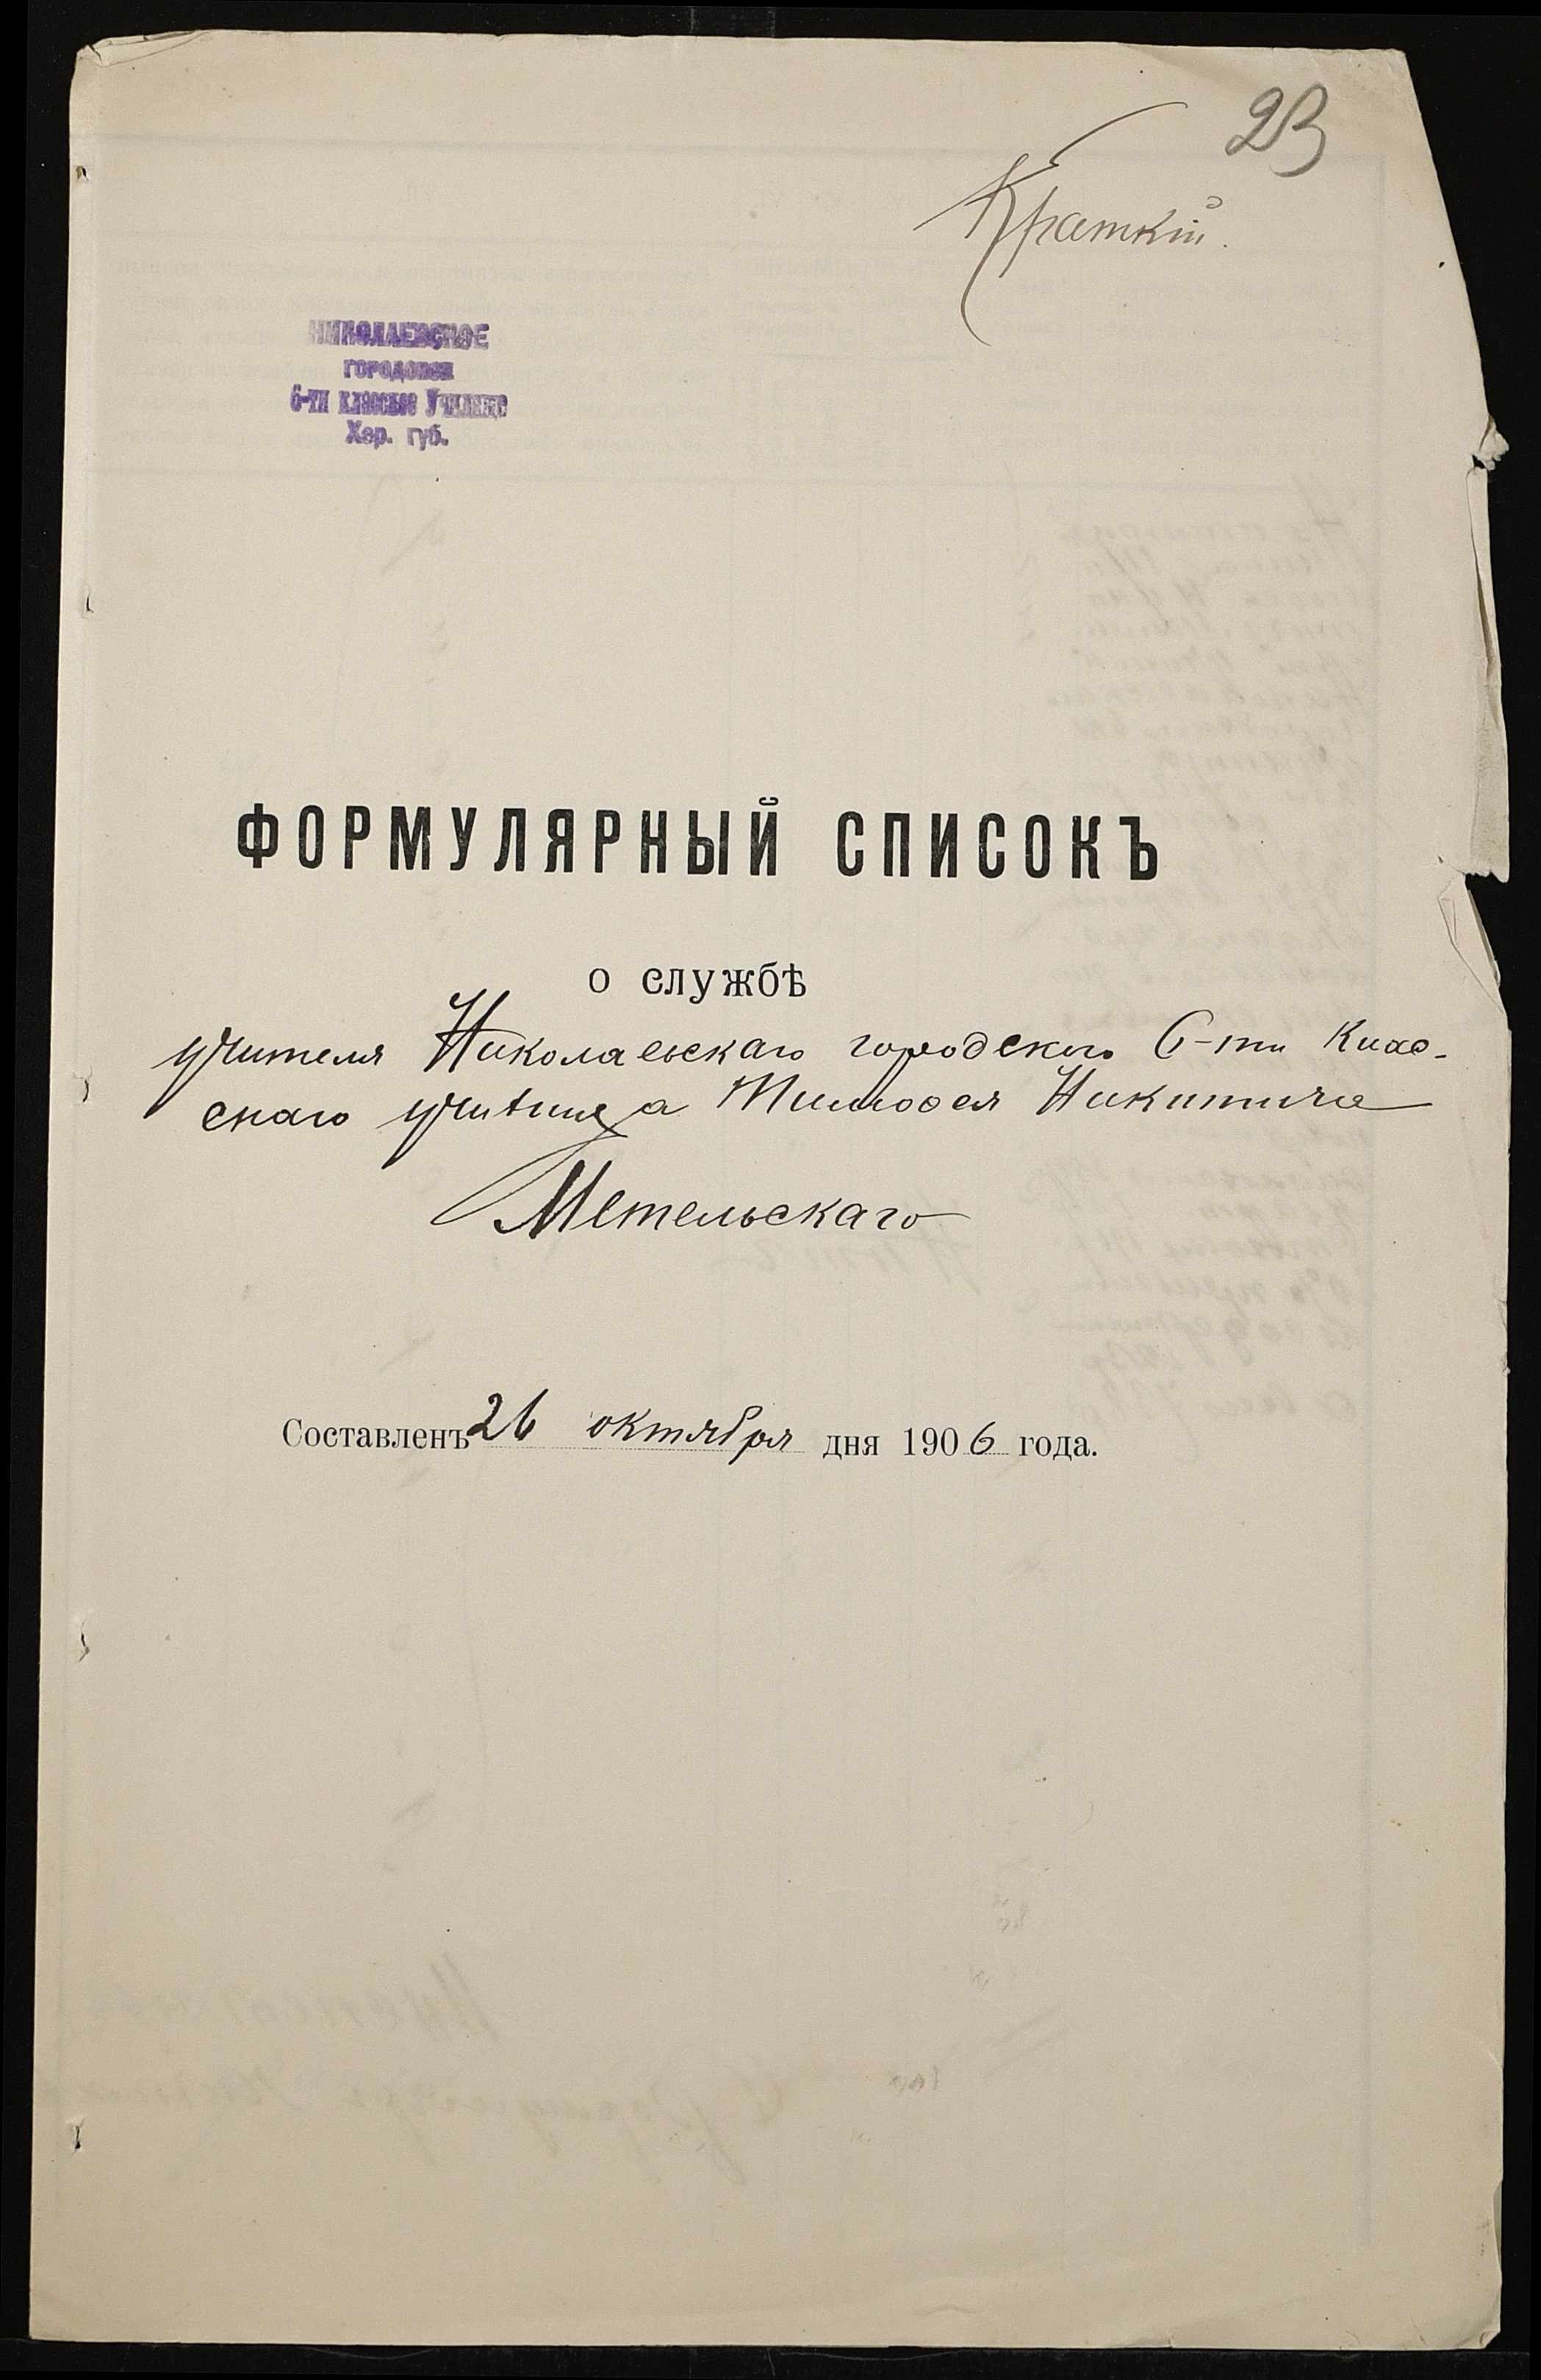 23
Краткій.
НИКОЛАЕВСКОЕ
городское
6-ти классное Училище
Хер. губ.
ФОРМУЛЯРНЫЙ СПИСОКЪ
о службѣ
учителя Николаевскаго городского 6-ти клас-
снаго училища Тимофея Никитича
Метельскаго
Составленъ 26 октября дня 1906 года.